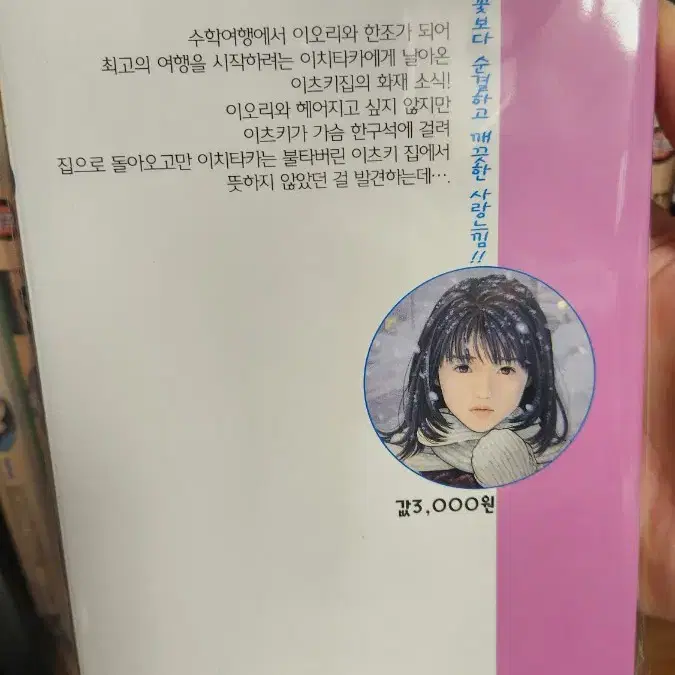 수학여행에서 이오리와 한조가 되어
최고의 여행을 시작하려는 이치타카에게 날아온
이츠키집의 화재 소식!
이오리와 헤어지고 싶지 않지만
이츠키가 가슴 한구석에 걸려
집으로 돌아오고만 이치타카는 불타버린 이츠키 집에서
뜻하지 않았던 걸 발견하는데….
꽃보다 순결하고 깨끗한 사랑느낌!!
값3,000원